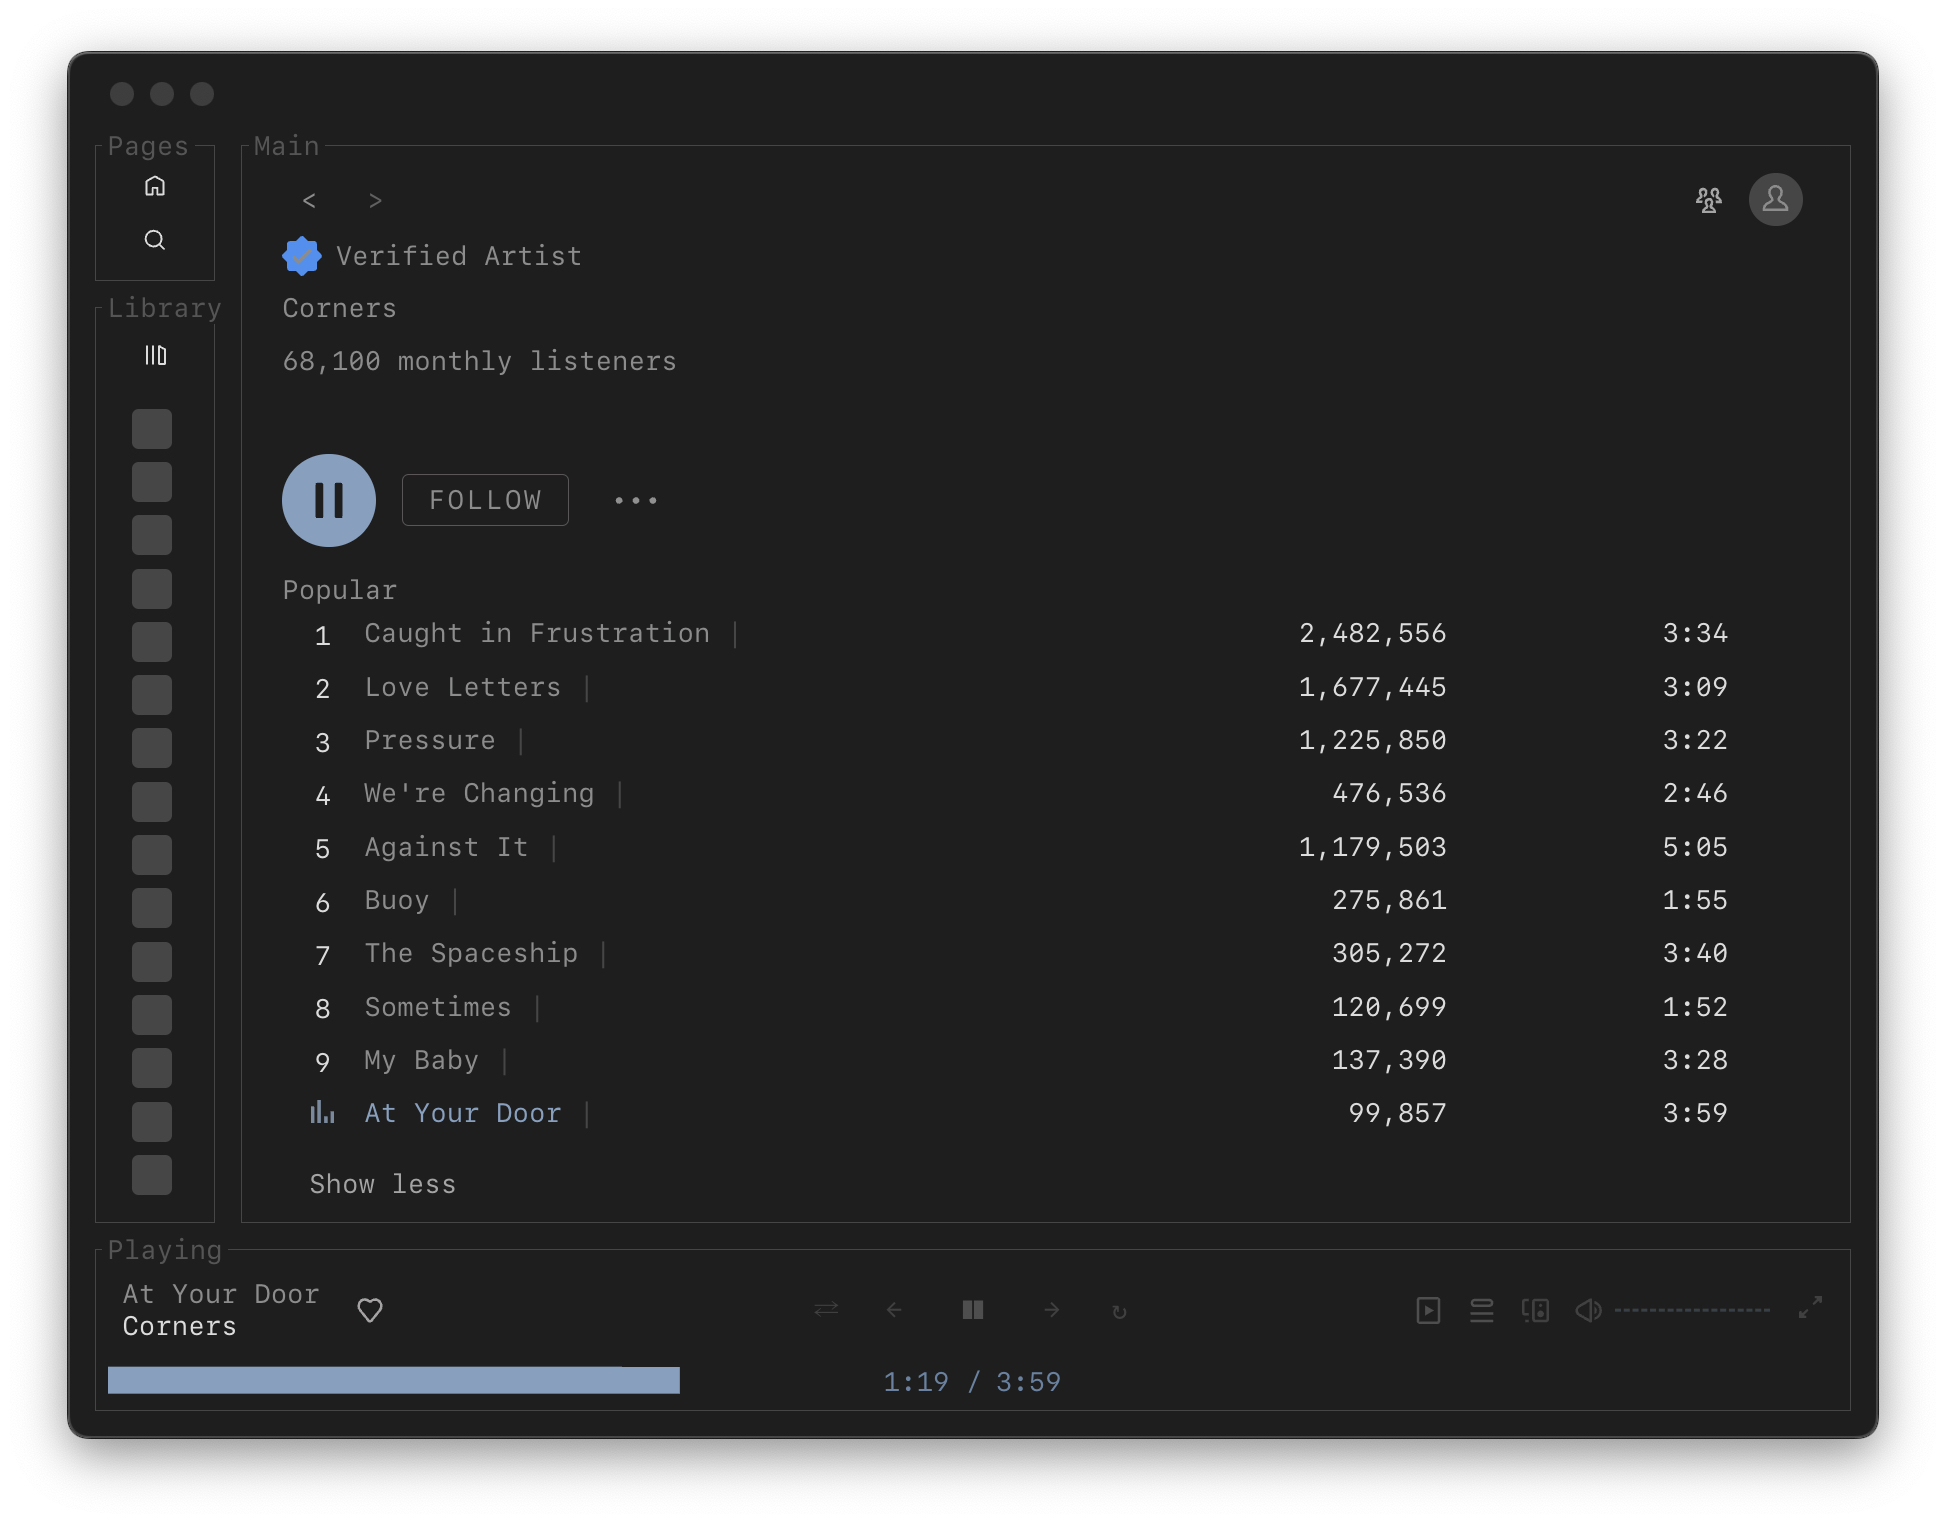 Pages
Main
< >
Verified Artist
Library
Corners
68,100 monthly listeners
FOLLOW
Popular
1 Caught in Frustration | 2,482,556 3:34
2 Love Letters | 1,677,445 3:09
3 Pressure | 1,225,850 3:22
4 We're Changing | 476,536 2:46
5 Against It | 1,179,503 5:05
6 Buoy | 275,861 1:55
7 The Spaceship | 305,272 3:40
8 Sometimes | 120,699 1:52
9 My Baby | 137,390 3:28
At Your Door | 99,857 3:59
Show less
Playing
At Your Door
Corners
1:19 / 3:59